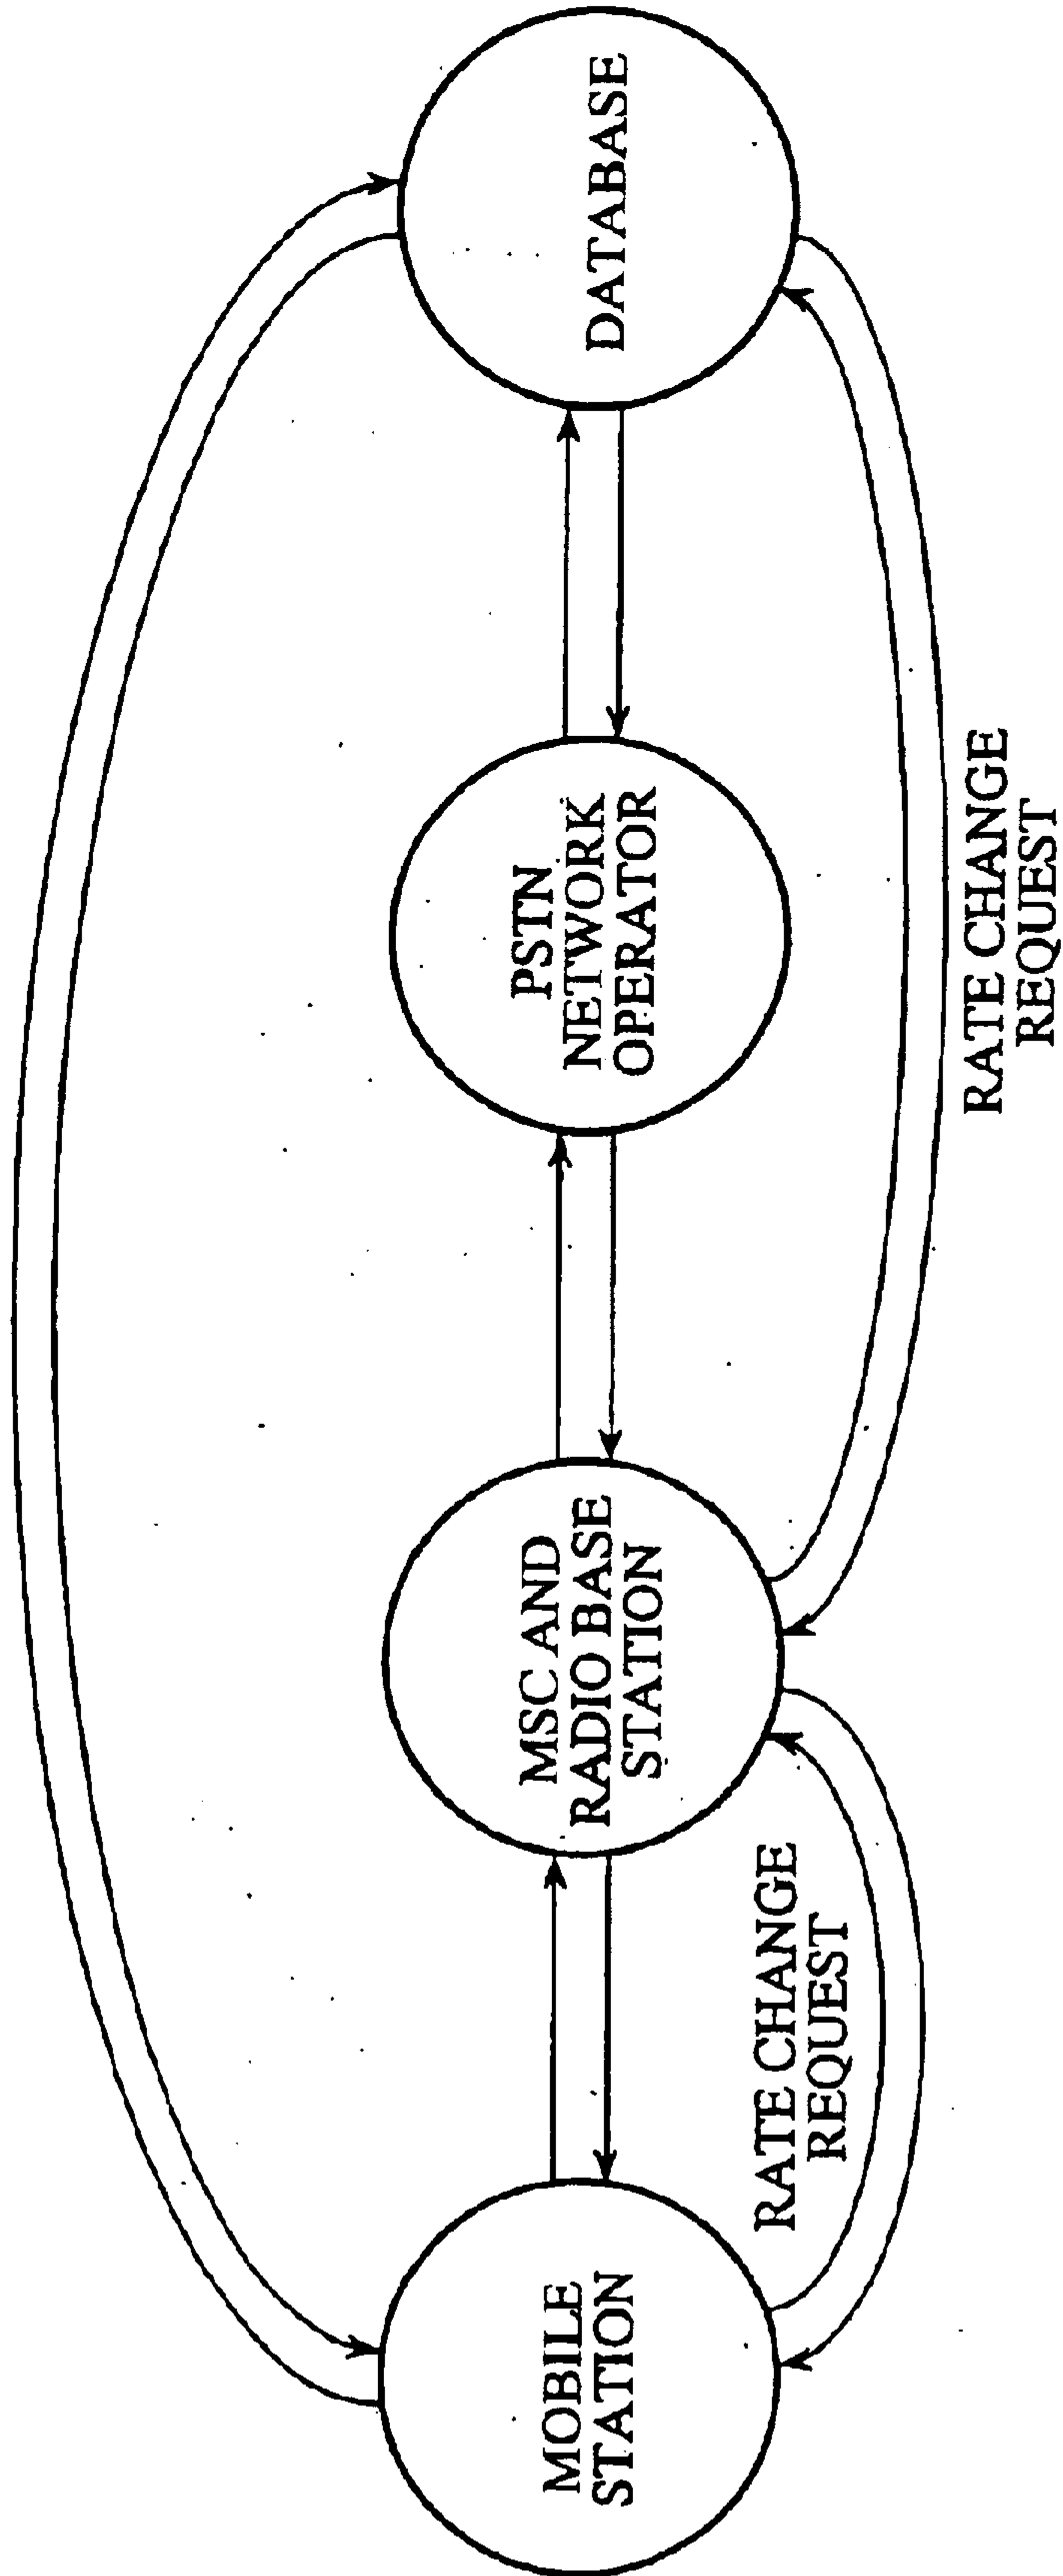 MOBILE
STATION
MSC AND
RADIO BASE
STATION
PSTN
NETWORK
OPERATOR
DATABASE
RATE CHANGE
REQUEST
RATE CHANGE
REQUEST